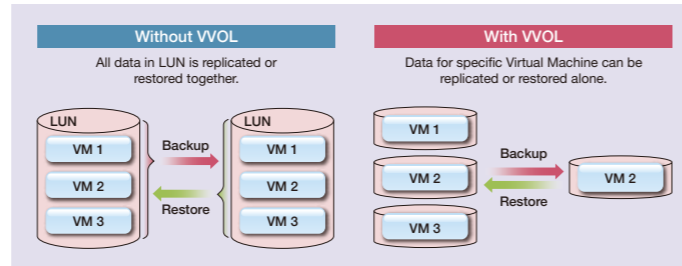 Without VVOL
All data in LUN is replicated or
restored together.
LUN
VM 1
VM 2
VM 3
Backup
Restore
LUN
VM 1
VM 2
VM 3
With VVOL
Data for specific Virtual Machine can be
replicated or restored alone.
VM 1
VM 2
VM 3
Backup
Restore
VM 2